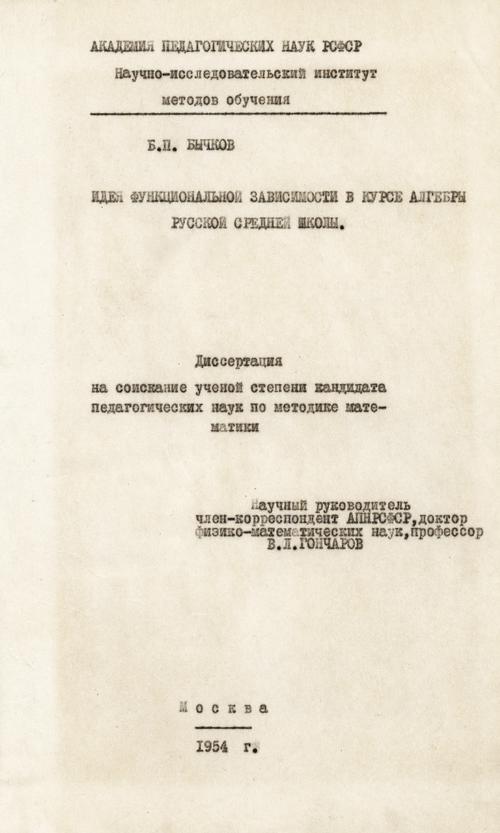 АКАДЕМИЯ ПЕДАГОГИЧЕСКИХ НАУК РСФСР
Научно-исследовательский институт
методов обучения
Б.П. БЫЧКОВ
ИДЕЯ ФУНКЦИОНАЛЬНОЙ ЗАВИСИМОСТИ В КУРСЕ АЛГЕБРЫ
РУССКОЙ СРЕДНЕЙ ШКОЛЫ.
Диссертация
на соискание ученой степени кандидата
педагогических наук по методике мате-
матики
Научный руководитель
член-корреспондент АПНРСФСР,доктор
физико-математических наук,профессор
В.Л.ГОНЧАРОВ
Москва
1954 г.